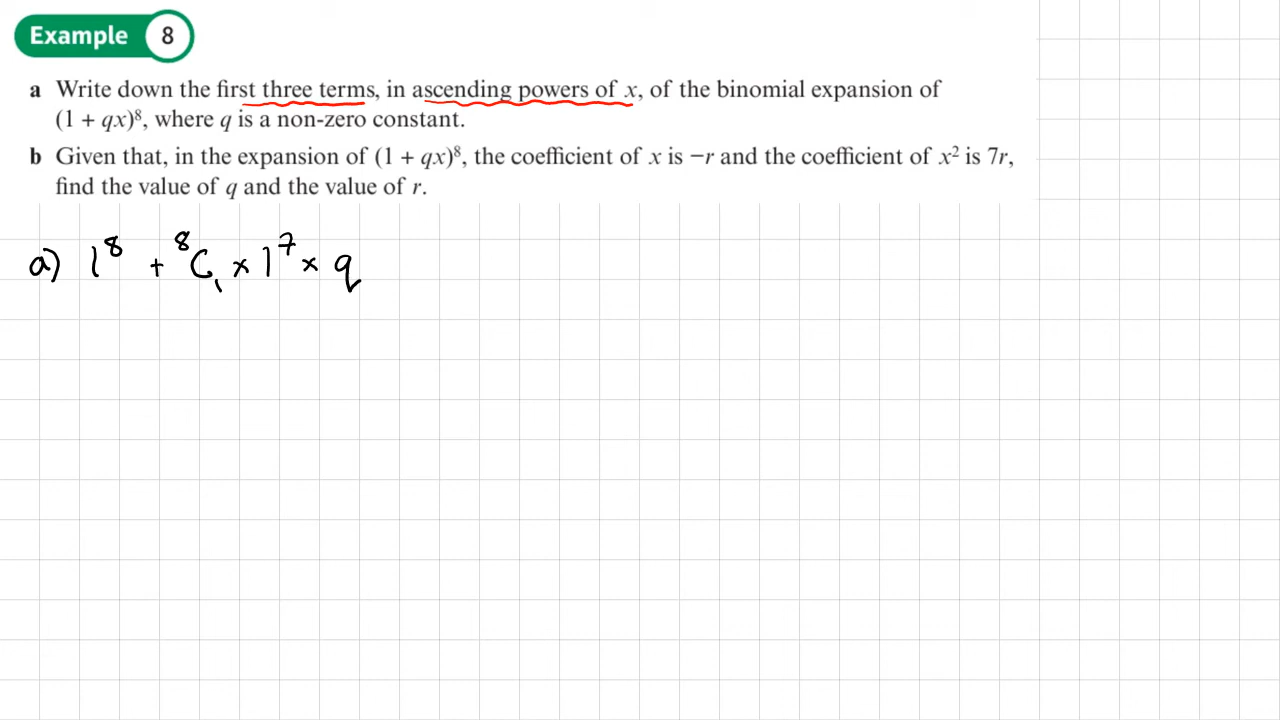 Example 8
a Write down the first three terms, in ascending powers of x, of the binomial expansion of
(1 + qx)⁸, where q is a non-zero constant.
b Given that, in the expansion of (1 + qx)⁸, the coefficient of x is −r and the coefficient of x² is 7r,
find the value of q and the value of r.
a) 1⁸ + ⁸C₁ × 1⁷ × q